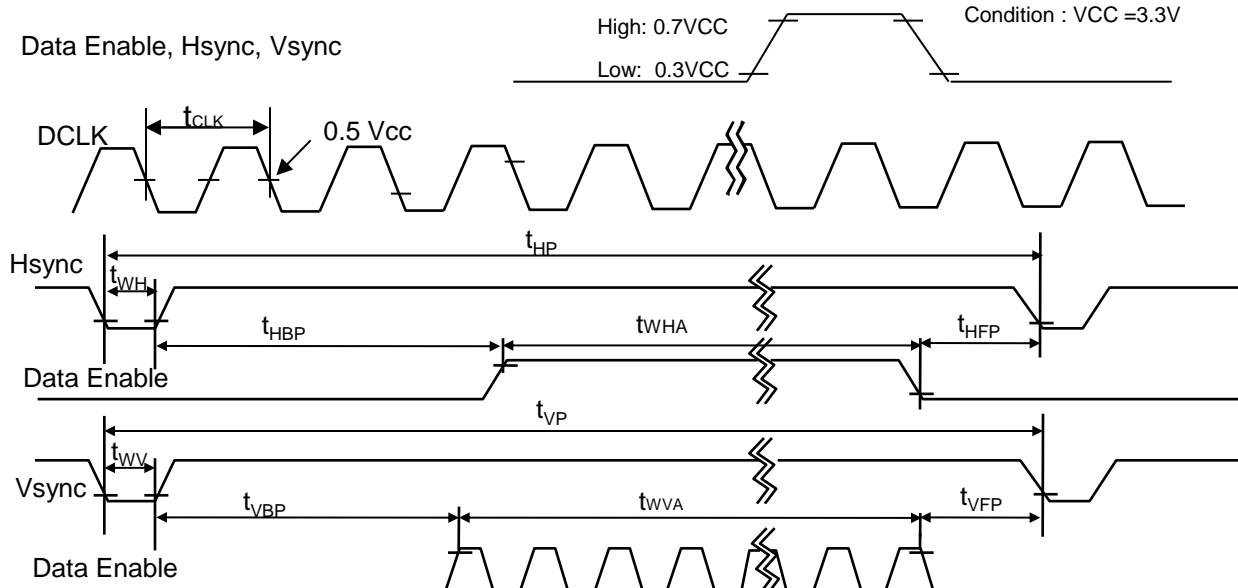 Condition : VCC =3.3V
High: 0.7VCC
Data Enable, Hsync, Vsync
Low: 0.3VCC
tCLK
DCLK
0.5 Vcc
tHP
Hsync
tWH
tHBP
tWHA
tHFP
Data Enable
tVP
tWV
Vsync
tVBP
tWVA
tVFP
Data Enable